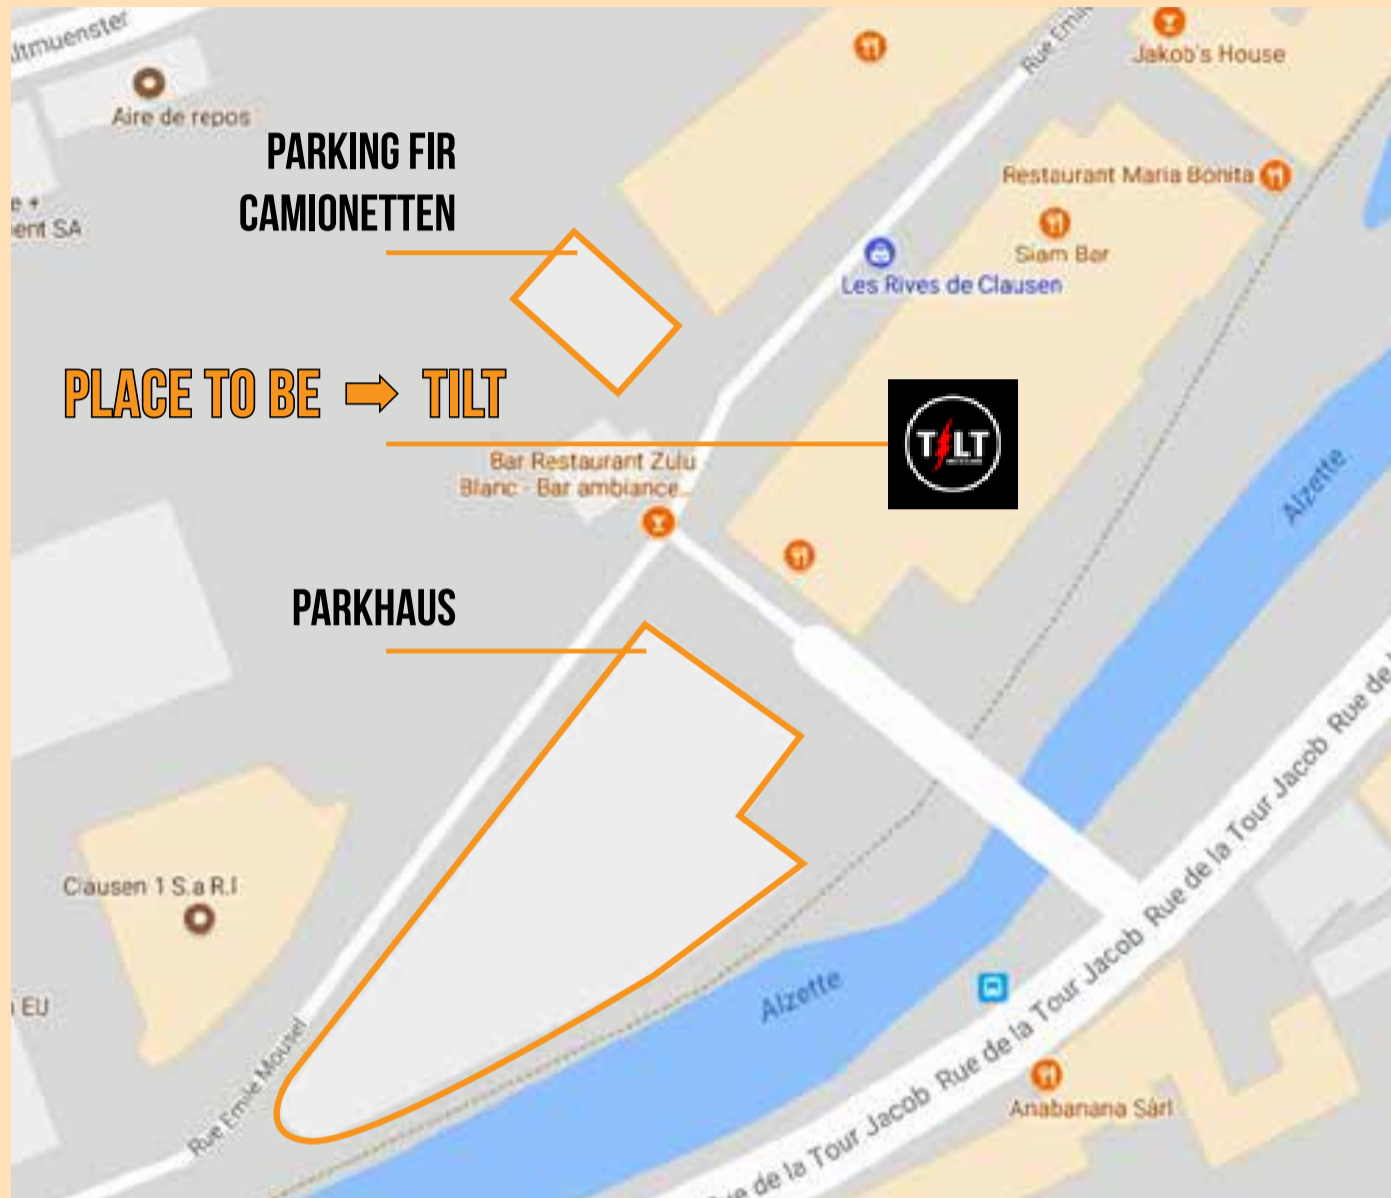 Altmuenster
Aire de repos
ent SA
PARKING FIR
CAMIONETTEN
Jakob's House
Restaurant Maria Bonita
Siam Bar
Les Rives de Clausen
PLACE TO BE TILT
TILT
Bar Restaurant Zulu
Blanc - Bar ambiance...
Alzette
PARKHAUS
Clausen 1 S.a R.l
EU
Rue Emile Mousel
Alzette
Rue de la Tour Jacob
Rue de la Tour Jacob
Rue de la Tour Jacob
Rue de
Anabanana Sàrl